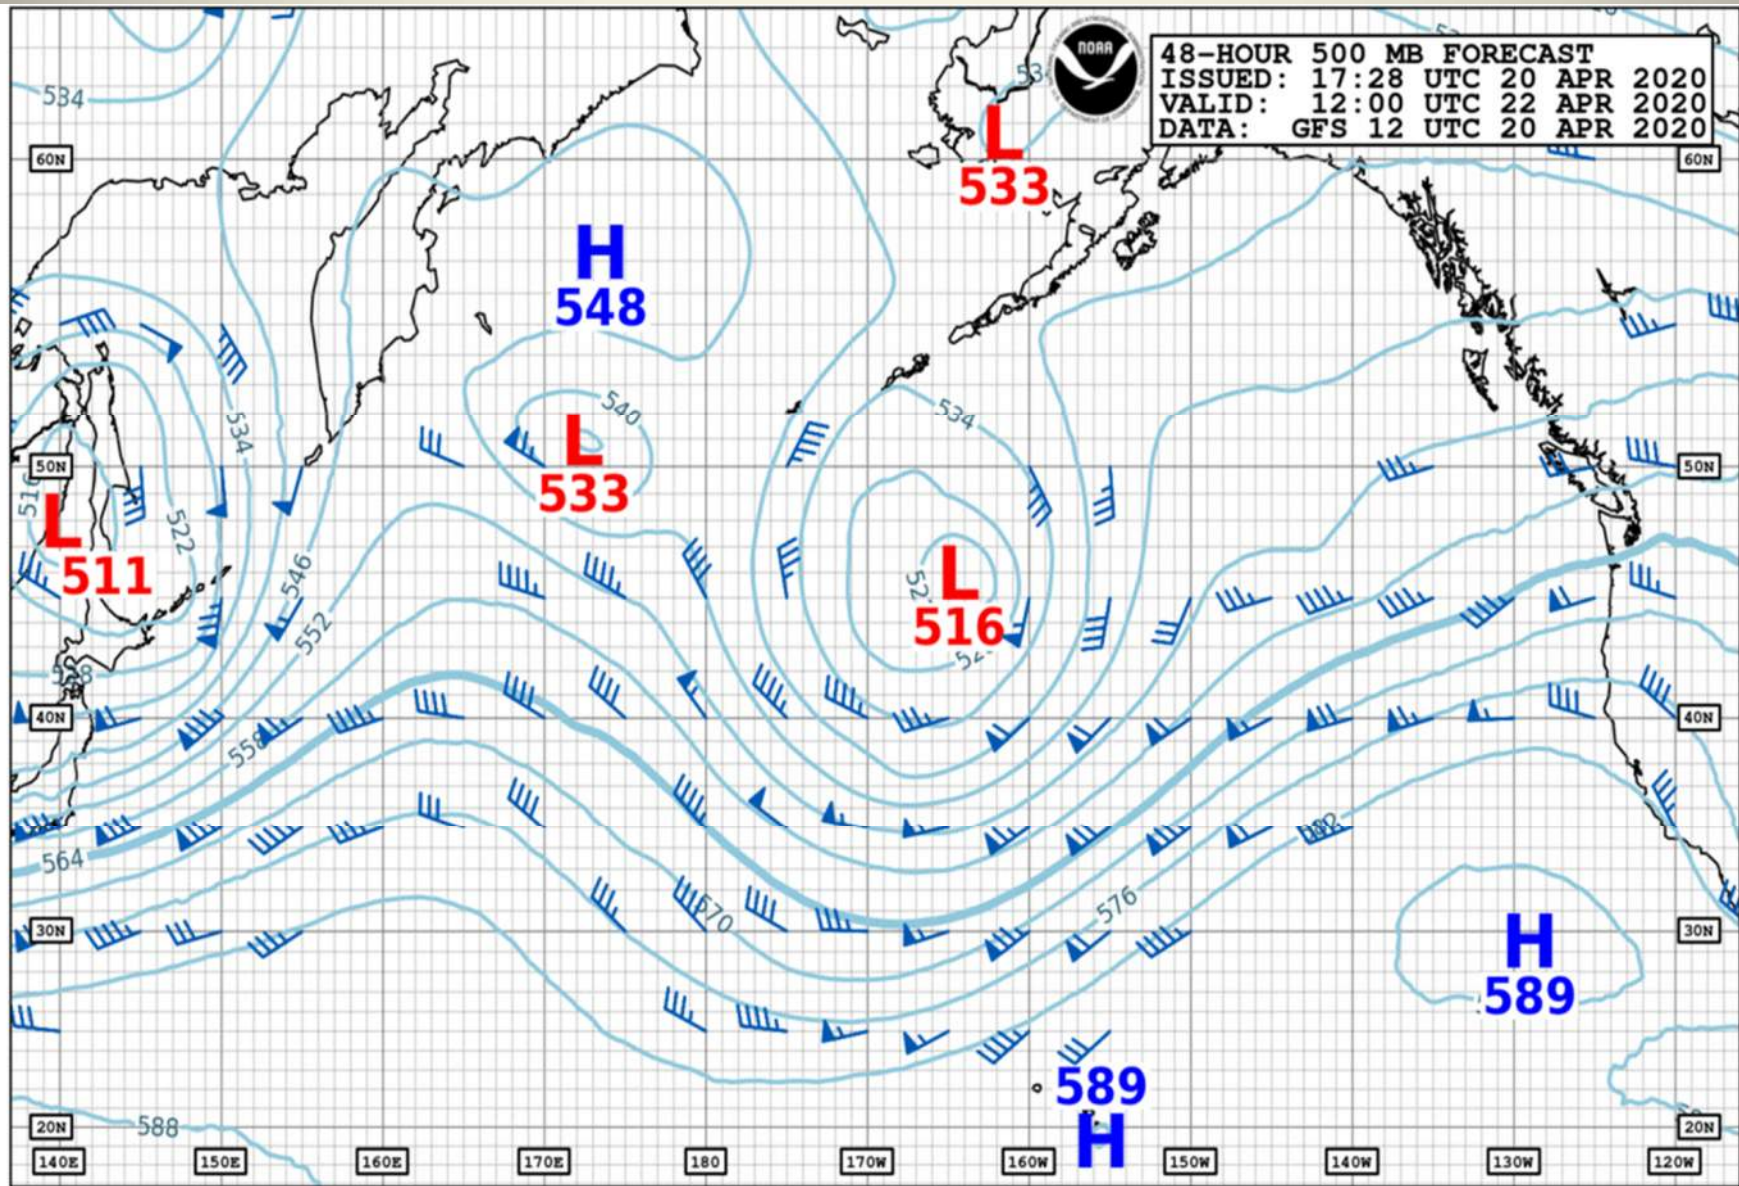 NOAA
48-HOUR 500 MB FORECAST
ISSUED: 17:28 UTC 20 APR 2020
VALID: 12:00 UTC 22 APR 2020
DATA: GFS 12 UTC 20 APR 2020
534
60N
60N
L
533
H
548
540
534
534
L
533
50N
50N
516
L
511
522
546
552
L
516
40N
40N
558
564
582
570
576
30N
30N
H
589
589
H
588
20N
20N
140E
150E
160E
170E
180
170W
160W
150W
140W
130W
120W